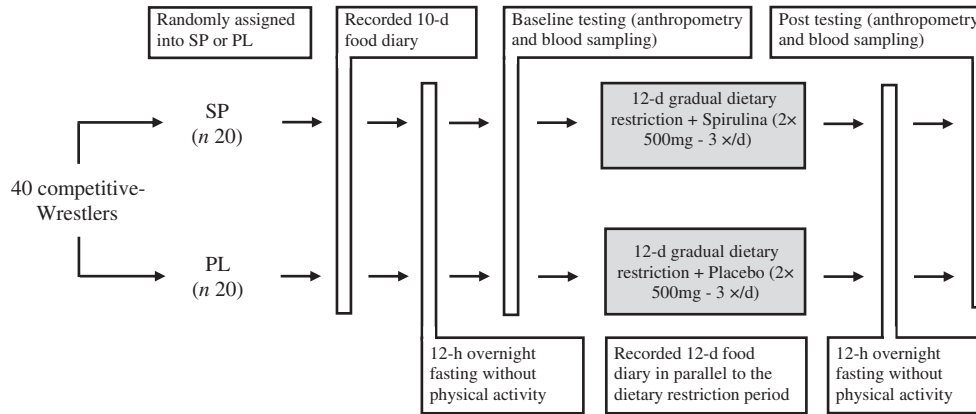 Randomly assigned
into SP or PL
Recorded 10-d
food diary
Baseline testing (anthropometry
and blood sampling)
Post testing (anthropometry
and blood sampling)
40 competitive-
Wrestlers
SP
(n 20)
12-d gradual dietary
restriction + Spirulina (2×
500mg - 3 ×/d)
PL
(n 20)
12-d gradual dietary
restriction + Placebo (2×
500mg - 3 ×/d)
12-h overnight
fasting without
physical activity
Recorded 12-d food
diary in parallel to the
dietary restriction period
12-h overnight
fasting without
physical activity